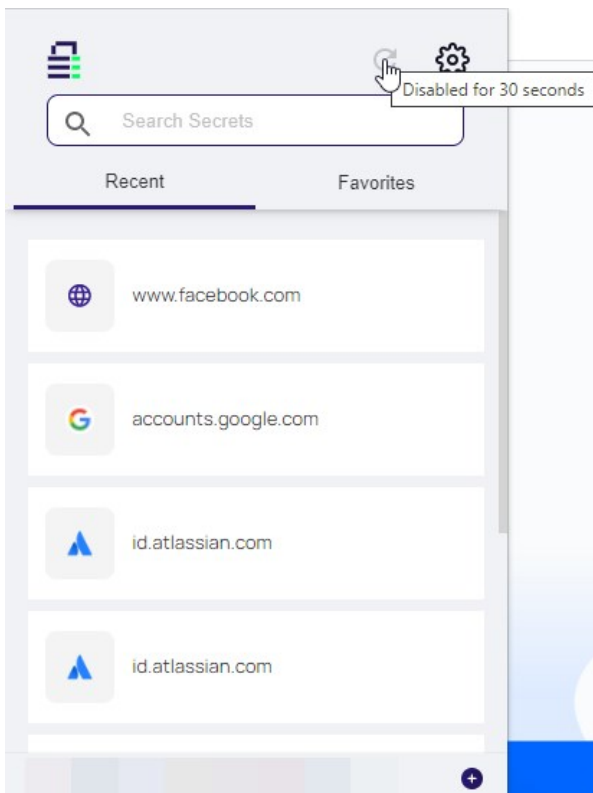 Disabled for 30 seconds
Search Secrets
Recent
Favorites
www.facebook.com
accounts.google.com
id.atlassian.com
id.atlassian.com